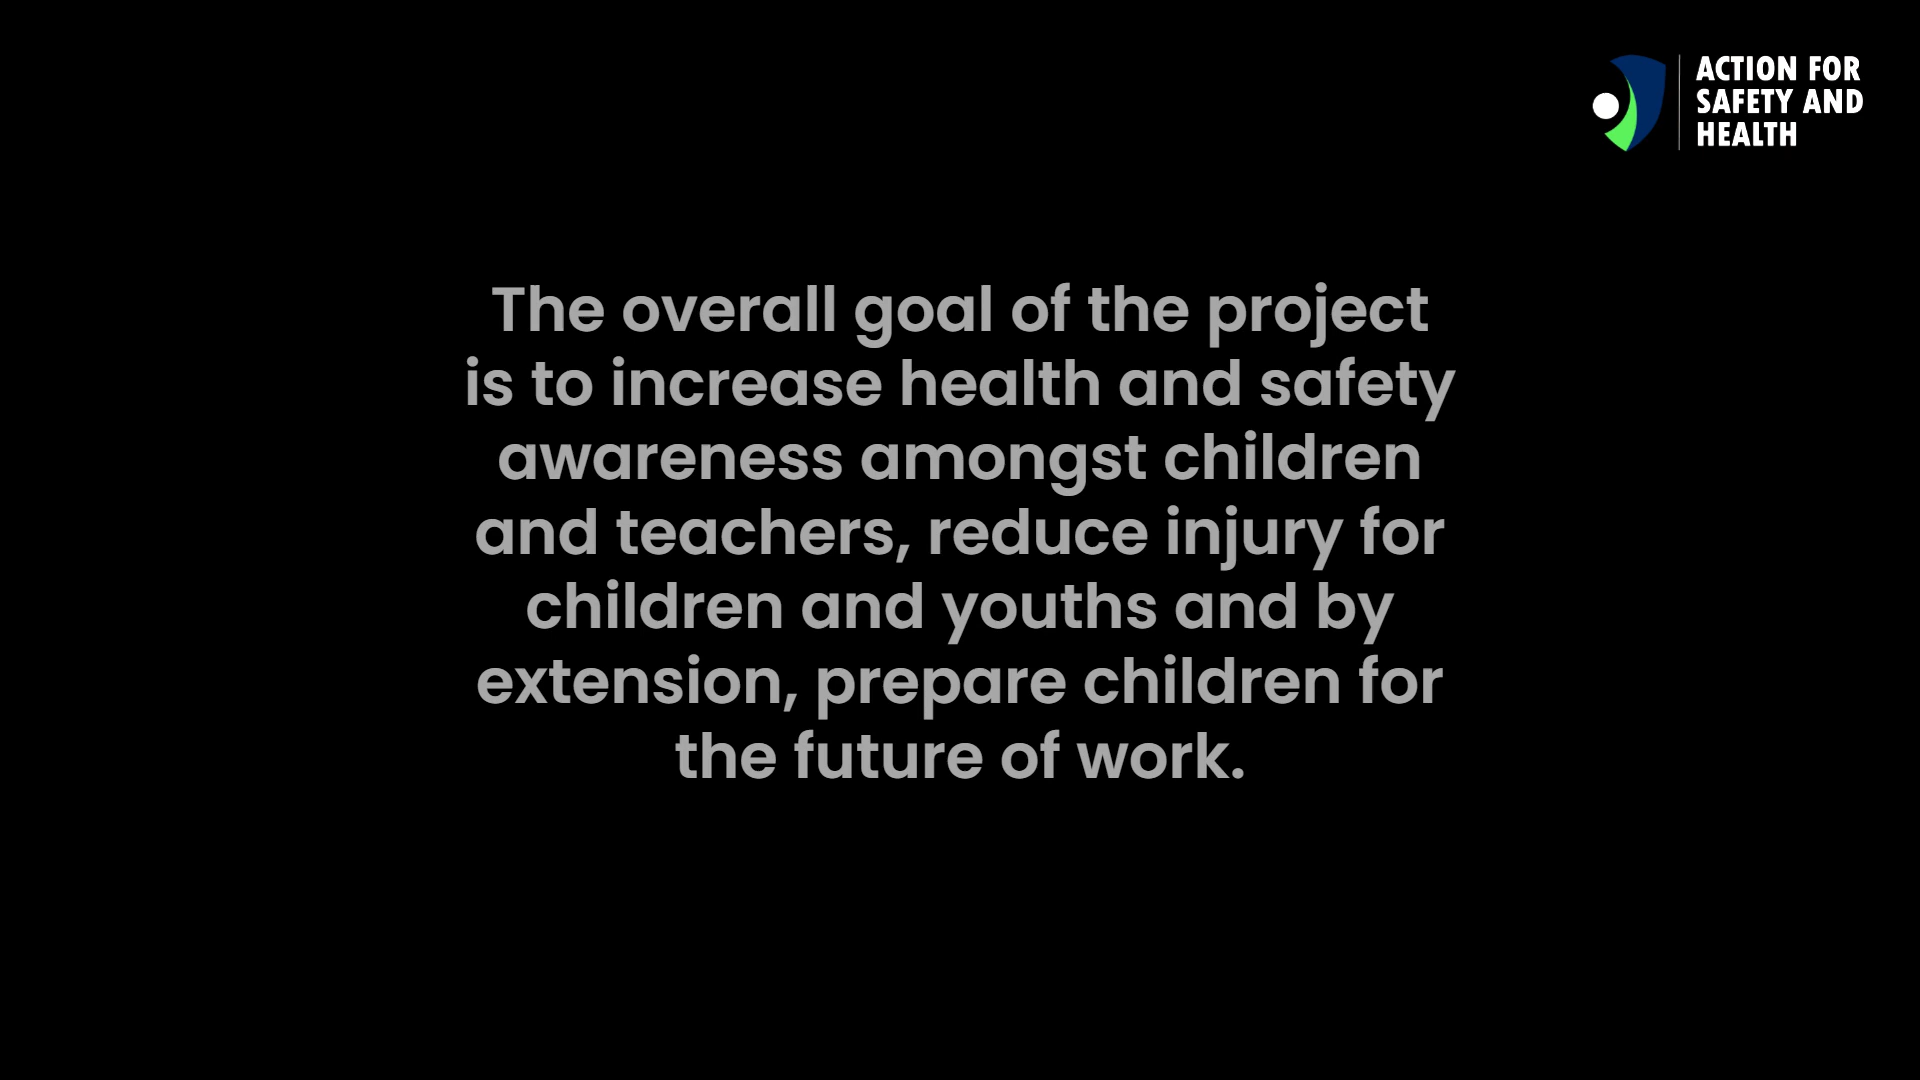 ACTION FOR
SAFETY AND
HEALTH
The overall goal of the project
is to increase health and safety
awareness amongst children
and teachers, reduce injury for
children and youths and by
extension, prepare children for
the future of work.